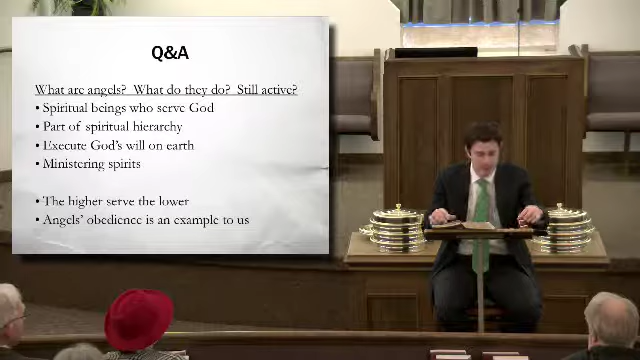 Q&A
What are angels? What do they do? Still active?
• Spiritual beings who serve God
• Part of spiritual hierarchy
• Execute God's will on earth
• Ministering spirits
• The higher serve the lower
• Angels' obedience is an example to us